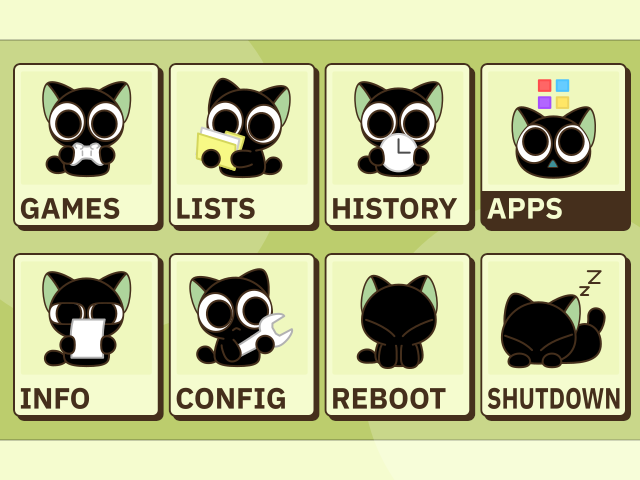 GAMES
LISTS
HISTORY
APPS
Z
Z
INFO
CONFIG
REBOOT
SHUTDOWN